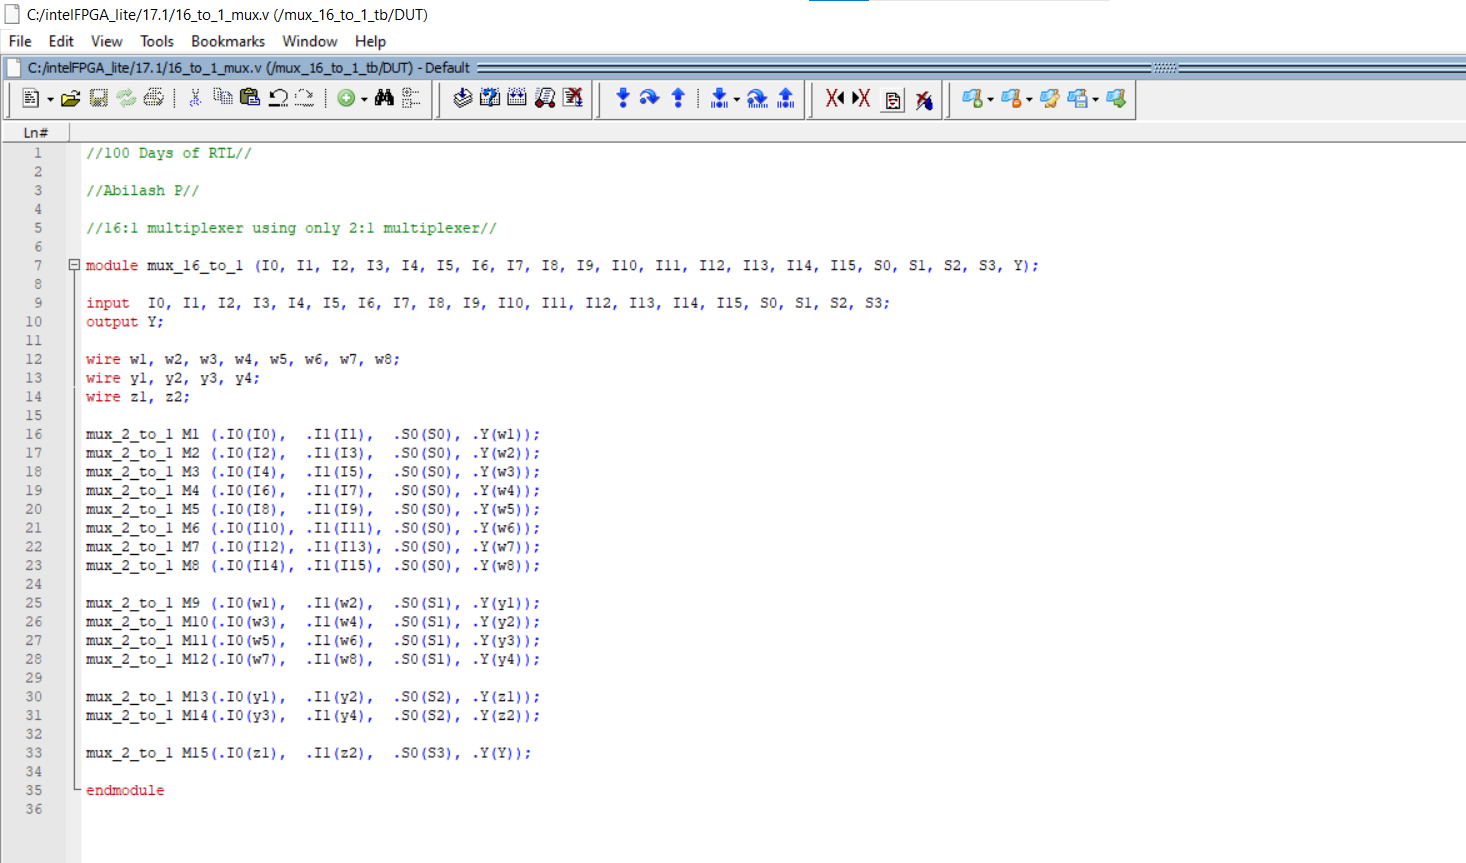 C:/intelFPGA_lite/17.1/16_to_1_mux.v (/mux_16_to_1_tb/DUT)
File Edit View Tools Bookmarks Window Help
C:/intelFPGA_lite/17.1/16_to_1_mux.v (/mux_16_to_1_tb/DUT) - Default
Ln#
1 //100 Days of RTL//
2
3 //Abilash P//
4
5 //16:1 multiplexer using only 2:1 multiplexer//
6
7 module mux_16_to_1 (I0, I1, I2, I3, I4, I5, I6, I7, I8, I9, I10, I11, I12, I13, I14, I15, S0, S1, S2, S3, Y);
8
9 input  I0, I1, I2, I3, I4, I5, I6, I7, I8, I9, I10, I11, I12, I13, I14, I15, S0, S1, S2, S3;
10 output Y;
11
12 wire w1, w2, w3, w4, w5, w6, w7, w8;
13 wire y1, y2, y3, y4;
14 wire z1, z2;
15
16 mux_2_to_1 M1 (.I0(I0),  .I1(I1),  .S0(S0), .Y(w1));
17 mux_2_to_1 M2 (.I0(I2),  .I1(I3),  .S0(S0), .Y(w2));
18 mux_2_to_1 M3 (.I0(I4),  .I1(I5),  .S0(S0), .Y(w3));
19 mux_2_to_1 M4 (.I0(I6),  .I1(I7),  .S0(S0), .Y(w4));
20 mux_2_to_1 M5 (.I0(I8),  .I1(I9),  .S0(S0), .Y(w5));
21 mux_2_to_1 M6 (.I0(I10), .I1(I11), .S0(S0), .Y(w6));
22 mux_2_to_1 M7 (.I0(I12), .I1(I13), .S0(S0), .Y(w7));
23 mux_2_to_1 M8 (.I0(I14), .I1(I15), .S0(S0), .Y(w8));
24
25 mux_2_to_1 M9 (.I0(w1),  .I1(w2),  .S0(S1), .Y(y1));
26 mux_2_to_1 M10(.I0(w3),  .I1(w4),  .S0(S1), .Y(y2));
27 mux_2_to_1 M11(.I0(w5),  .I1(w6),  .S0(S1), .Y(y3));
28 mux_2_to_1 M12(.I0(w7),  .I1(w8),  .S0(S1), .Y(y4));
29
30 mux_2_to_1 M13(.I0(y1),  .I1(y2),  .S0(S2), .Y(z1));
31 mux_2_to_1 M14(.I0(y3),  .I1(y4),  .S0(S2), .Y(z2));
32
33 mux_2_to_1 M15(.I0(z1),  .I1(z2),  .S0(S3), .Y(Y));
34
35 endmodule
36